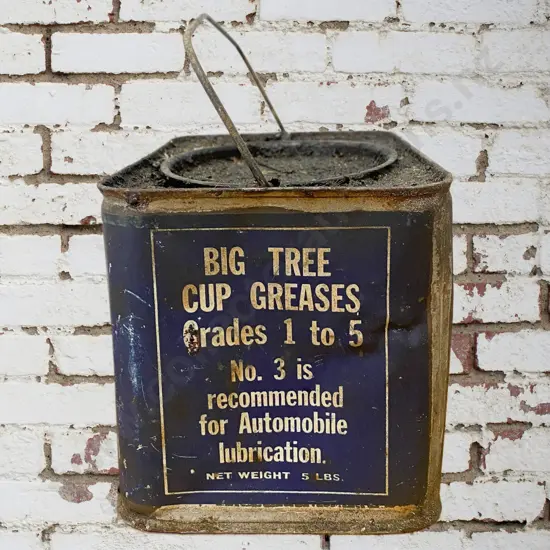 BIG TREE
CUP GREASES
Grades 1 to 5
No. 3 is
recommended
for Automobile
lubrication.
NET WEIGHT 5 LBS.